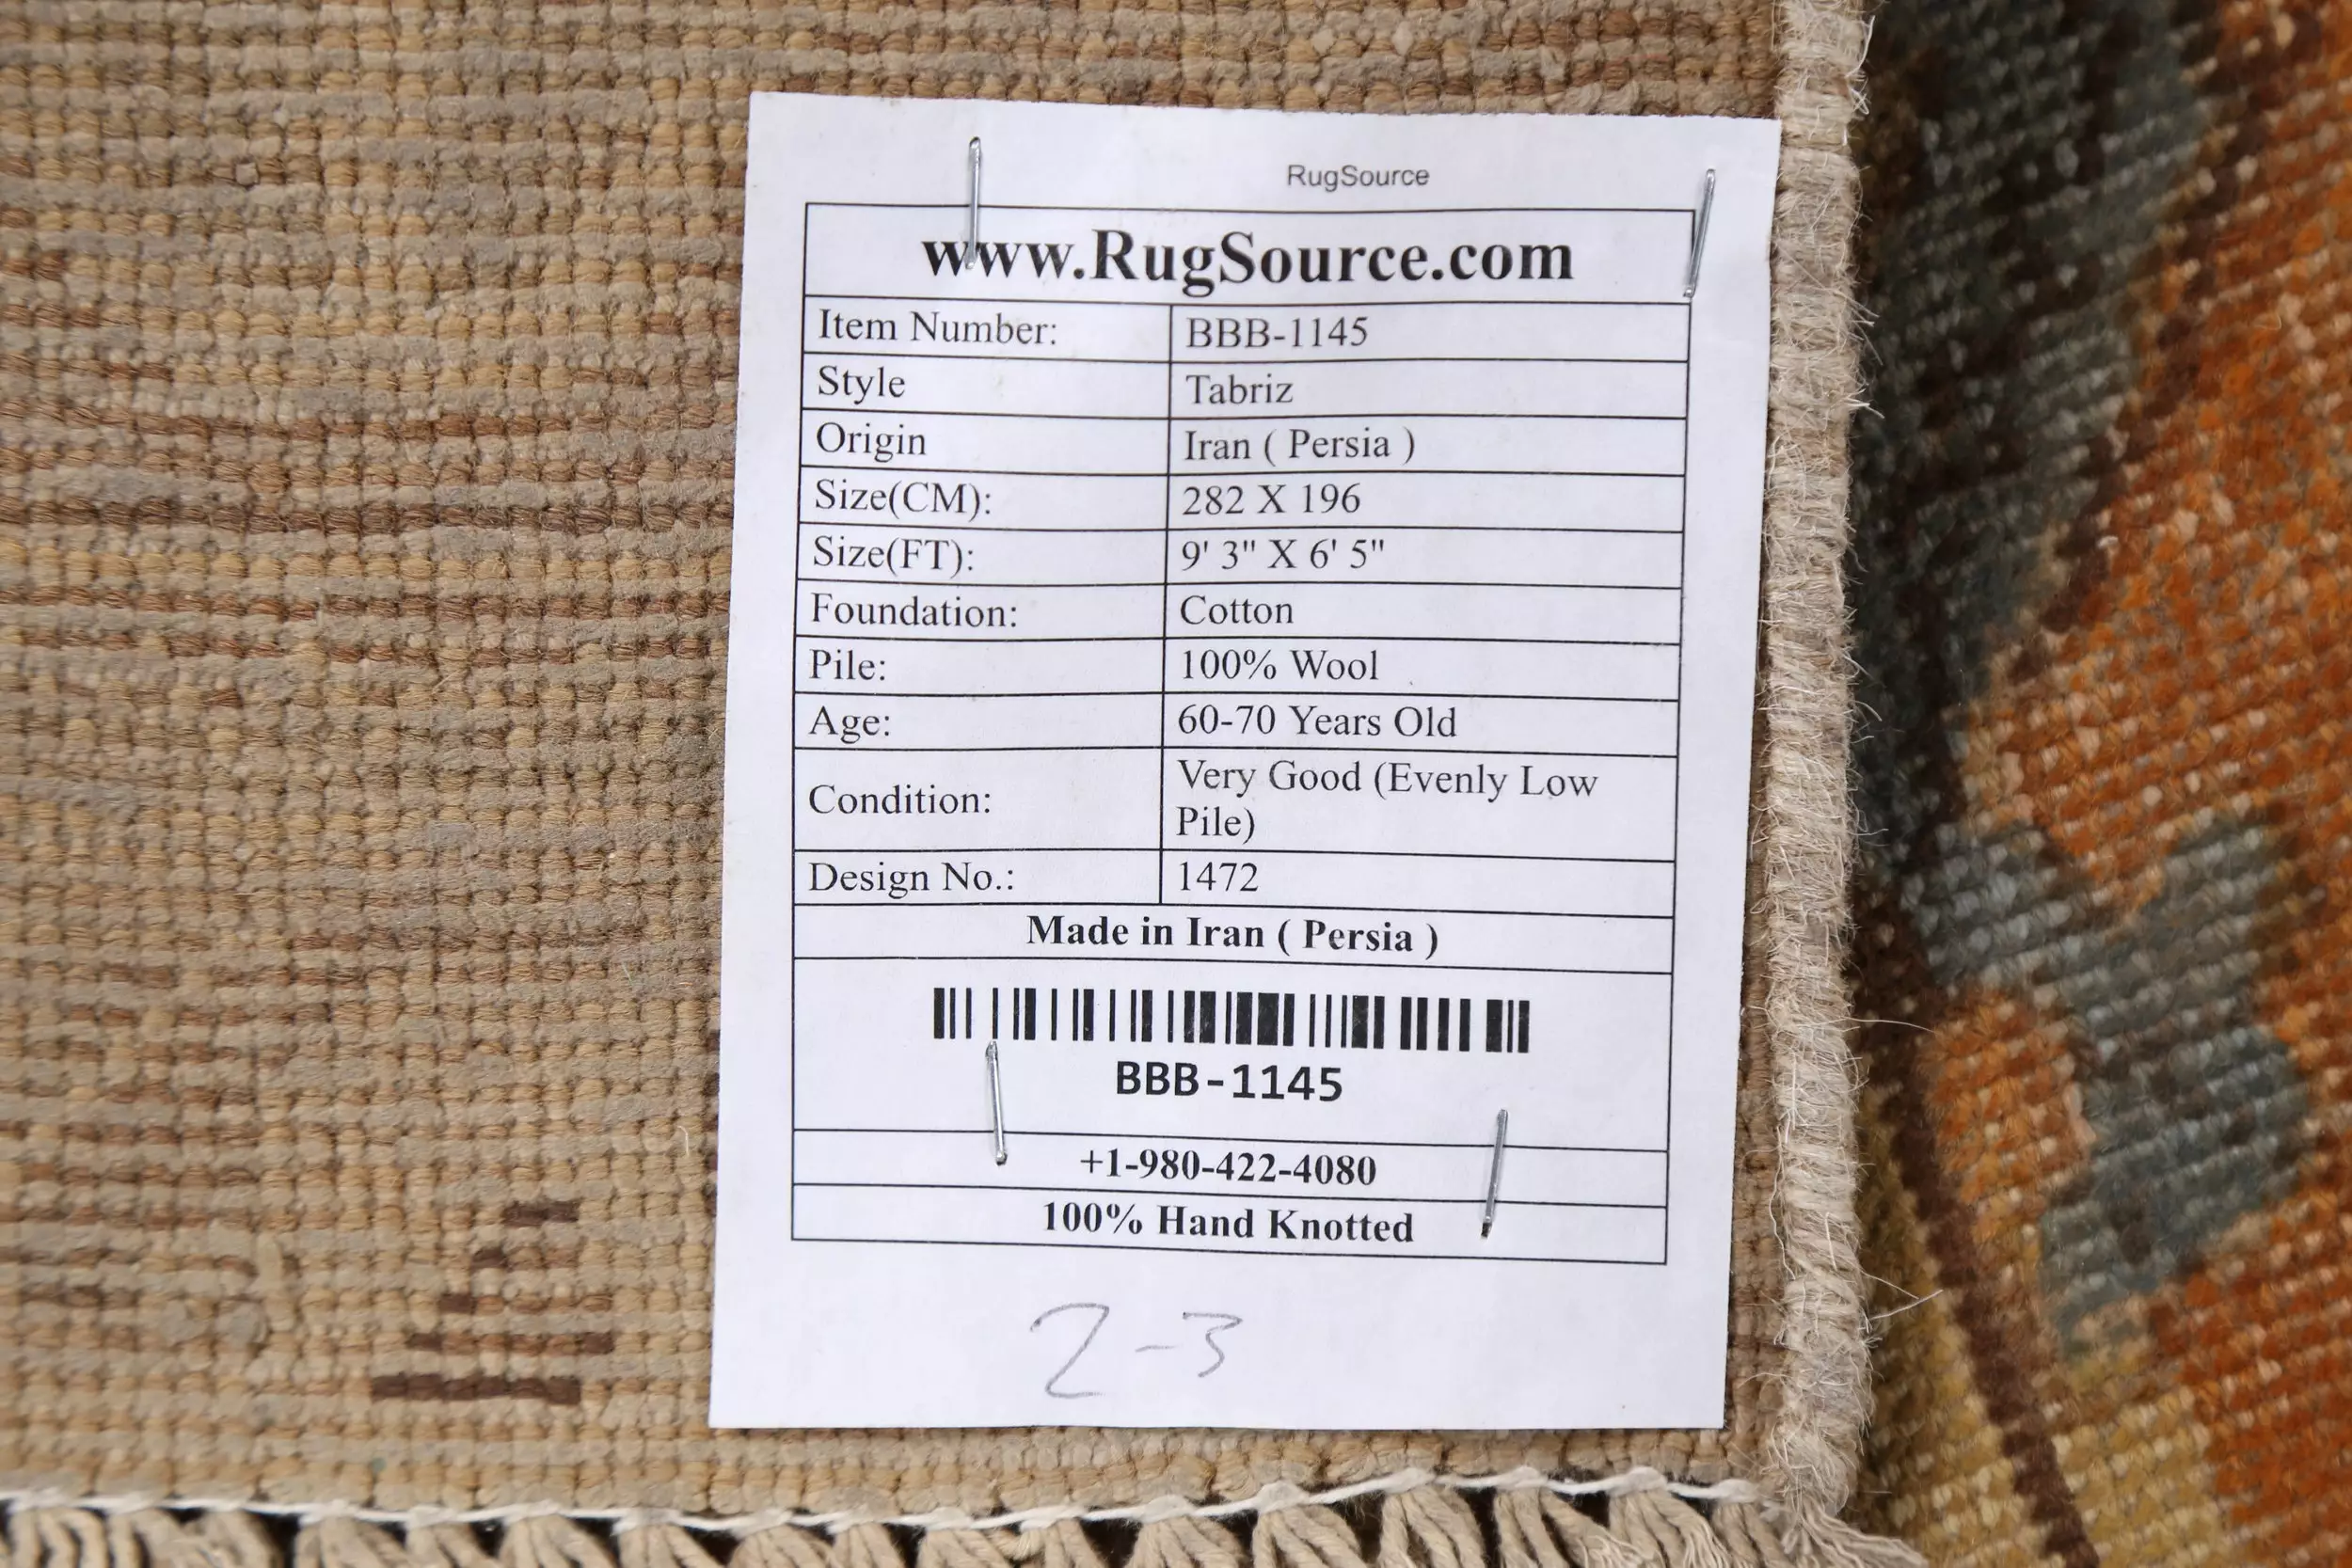 RugSource
www.RugSource.com
Item Number: BBB-1145
Style Tabriz
Origin Iran ( Persia )
Size(CM): 282 X 196
Size(FT): 9' 3" X 6' 5"
Foundation: Cotton
Pile: 100% Wool
Age: 60-70 Years Old
Condition: Very Good (Evenly Low
Pile)
Design No.: 1472
Made in Iran ( Persia )
BBB-1145
+1-980-422-4080
100% Hand Knotted
2-3